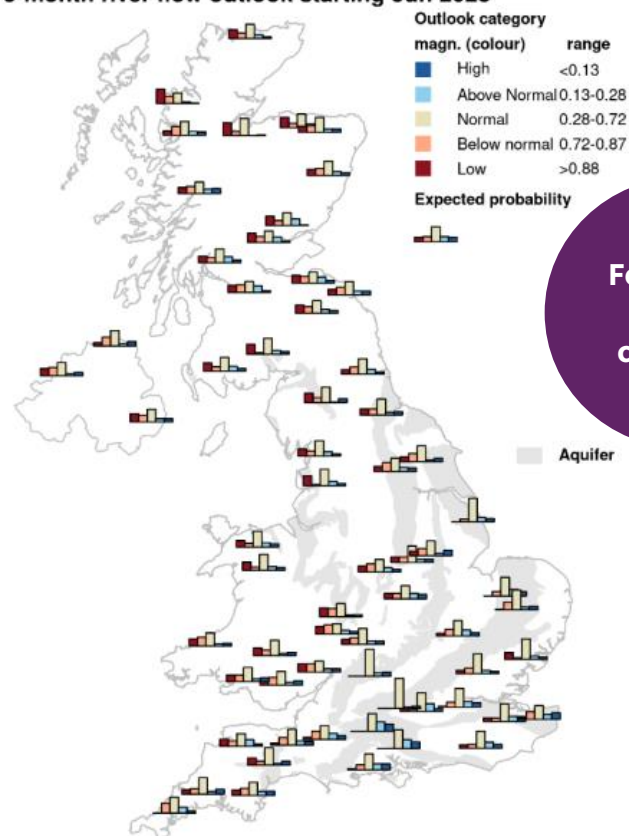 Outlook category
magn. (colour) range
High <0.13
Above Normal 0.13-0.28
Normal 0.28-0.72
Below normal 0.72-0.87
Low >0.88
Expected probability
Aquifer